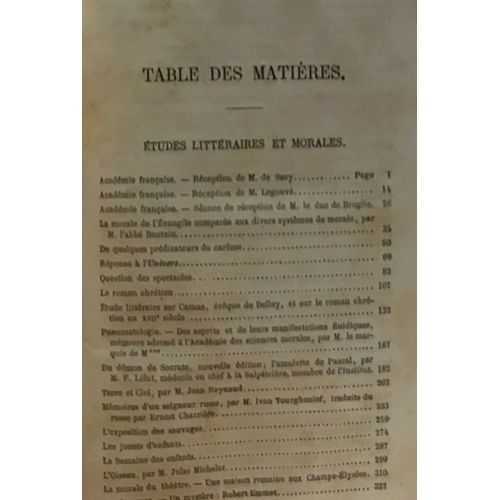 TABLE DES MATIÈRES.
ÉTUDES LITTÉRAIRES ET MORALES.
Académie française. — Réception de M. de Sacy............. Page 1
Académie française. — Réception de M. Legouvé............. 14
Académie française. — Séance de réception de M. le duc de Broglie. 26
La morale de l'Évangile comparée aux divers systèmes de morale, par
M. l'abbé Bautain............. 35
De quelques prédicateurs du carême............. 50
Réponse à l'Univers............. 69
Question des spectacles............. 83
Le roman chrétien............. 107
Étude littéraire sur Camus, évêque de Belley, et sur le roman chré-
tien au XVIIe siècle............. 132
Pneumatologie. — Des esprits et de leurs manifestations fluidiques,
mémoire adressé à l'Académie des sciences morales, par M. le mar-
quis de M***............. 167
Du démon de Socrate, nouvelle édition; l'amulette de Pascal, par
M. F. Lélut, médecin en chef à la Salpêtrière, membre de l'Institut. 182
Terre et Ciel, par M. Jean Reynaud............. 202
Mémoires d'un seigneur russe, par M. Ivan Tourghenief, traduits du
russe par Ernest Charrière............. 233
L'exposition des sauvages............. 259
Les jouets d'enfants............. 274
La Semaine des enfants............. 287
L'Oiseau, par M. Jules Michelet............. 299
La morale du théâtre. — Une maison romaine aux Champs-Élysées. 310
— Un mystère: Robert Emmet............. 322